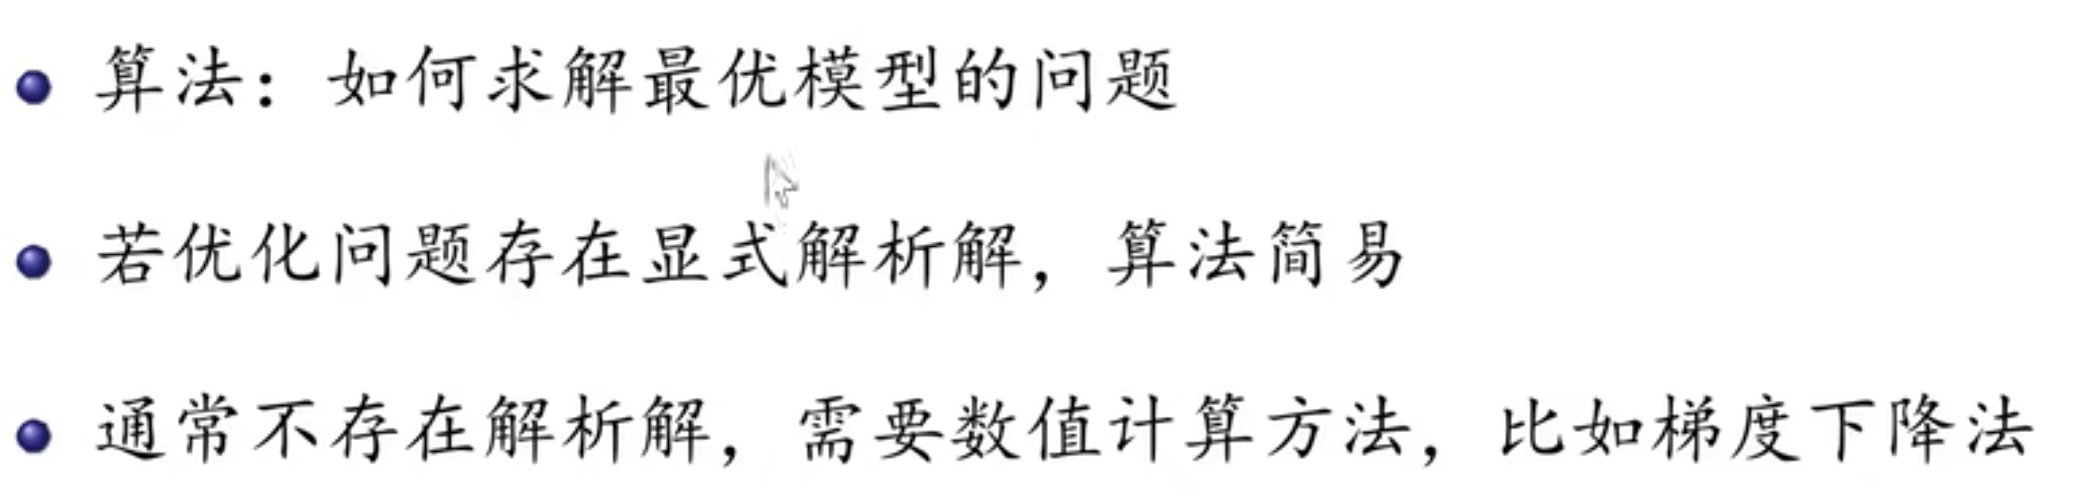 算法：如何求解最优模型的问题
若优化问题存在显式解析解，算法简易
通常不存在解析解，需要数值计算方法，比如梯度下降法